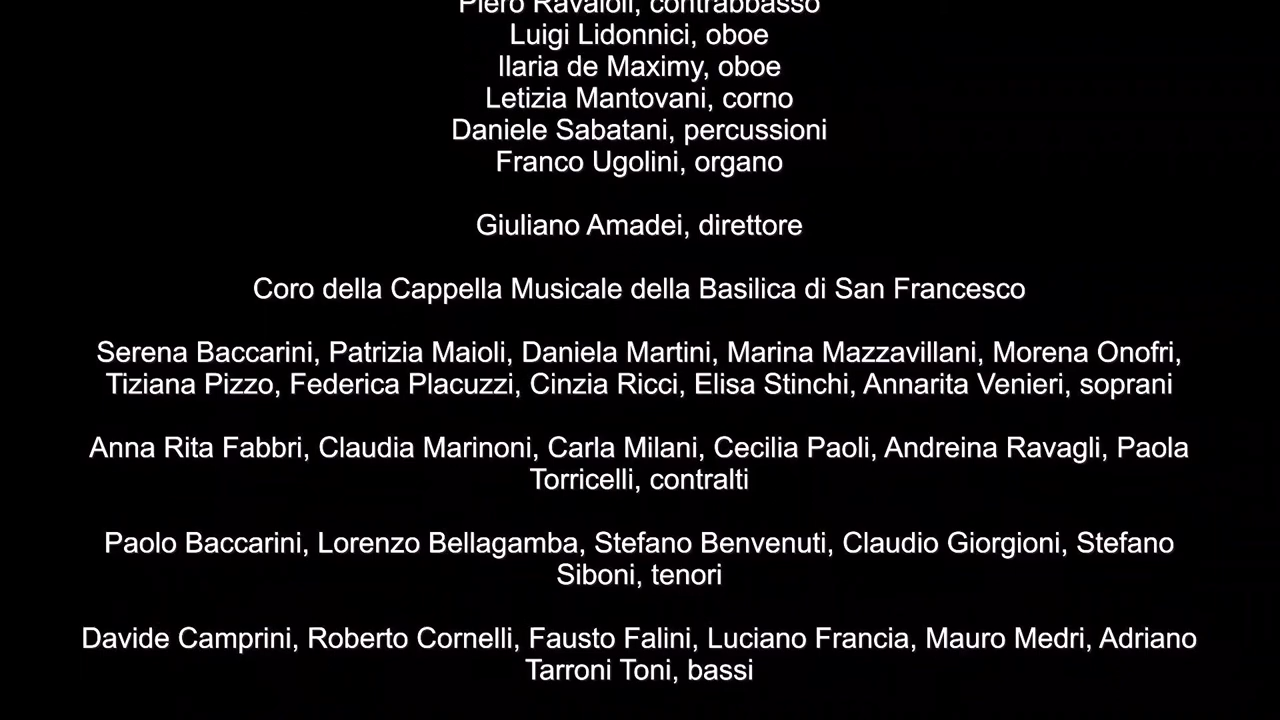 Piero Ravaioli, contrabbasso
Luigi Lidonnici, oboe
Ilaria de Maximy, oboe
Letizia Mantovani, corno
Daniele Sabatani, percussioni
Franco Ugolini, organo
Giuliano Amadei, direttore
Coro della Cappella Musicale della Basilica di San Francesco
Serena Baccarini, Patrizia Maioli, Daniela Martini, Marina Mazzavillani, Morena Onofri,
Tiziana Pizzo, Federica Placuzzi, Cinzia Ricci, Elisa Stinchi, Annarita Venieri, soprani
Anna Rita Fabbri, Claudia Marinoni, Carla Milani, Cecilia Paoli, Andreina Ravagli, Paola
Torricelli, contralti
Paolo Baccarini, Lorenzo Bellagamba, Stefano Benvenuti, Claudio Giorgioni, Stefano
Siboni, tenori
Davide Camprini, Roberto Cornelli, Fausto Falini, Luciano Francia, Mauro Medri, Adriano
Tarroni Toni, bassi